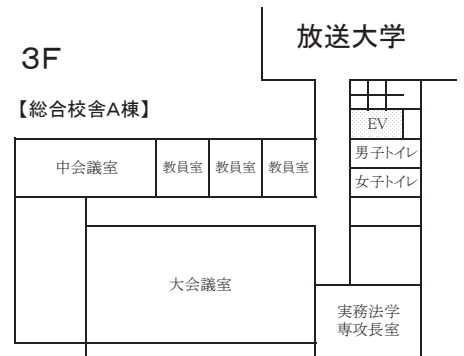 放送大学
3F
【総合校舎A棟】
EV
男子トイレ
中会議室
教員室
教員室
教員室
女子トイレ
大会議室
実務法学
専攻長室